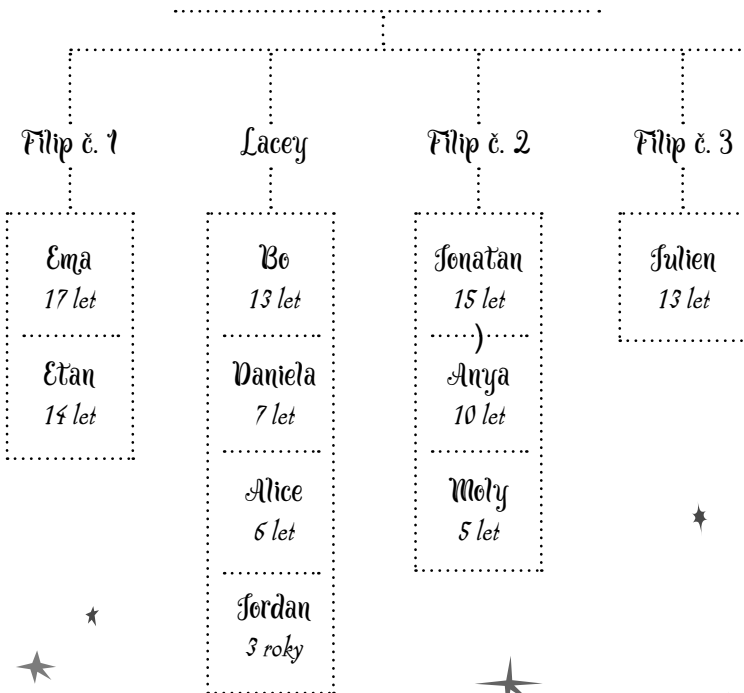 Filip č. 1
Lacey
Filip č. 2
Filip č. 3
Ema
17 let
Etan
14 let
Bo
13 let
Daniela
7 let
Alice
6 let
Jordan
3 roky
Jonatan
15 let
)
Anya
10 let
Moly
5 let
Julien
13 let